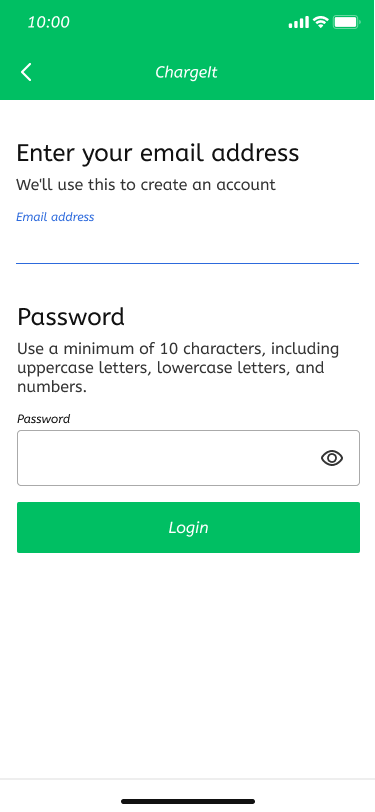 10:00
ChargeIt
Enter your email address
We'll use this to create an account
Email address
Password
Use a minimum of 10 characters, including
uppercase letters, lowercase letters, and
numbers.
Password
Login